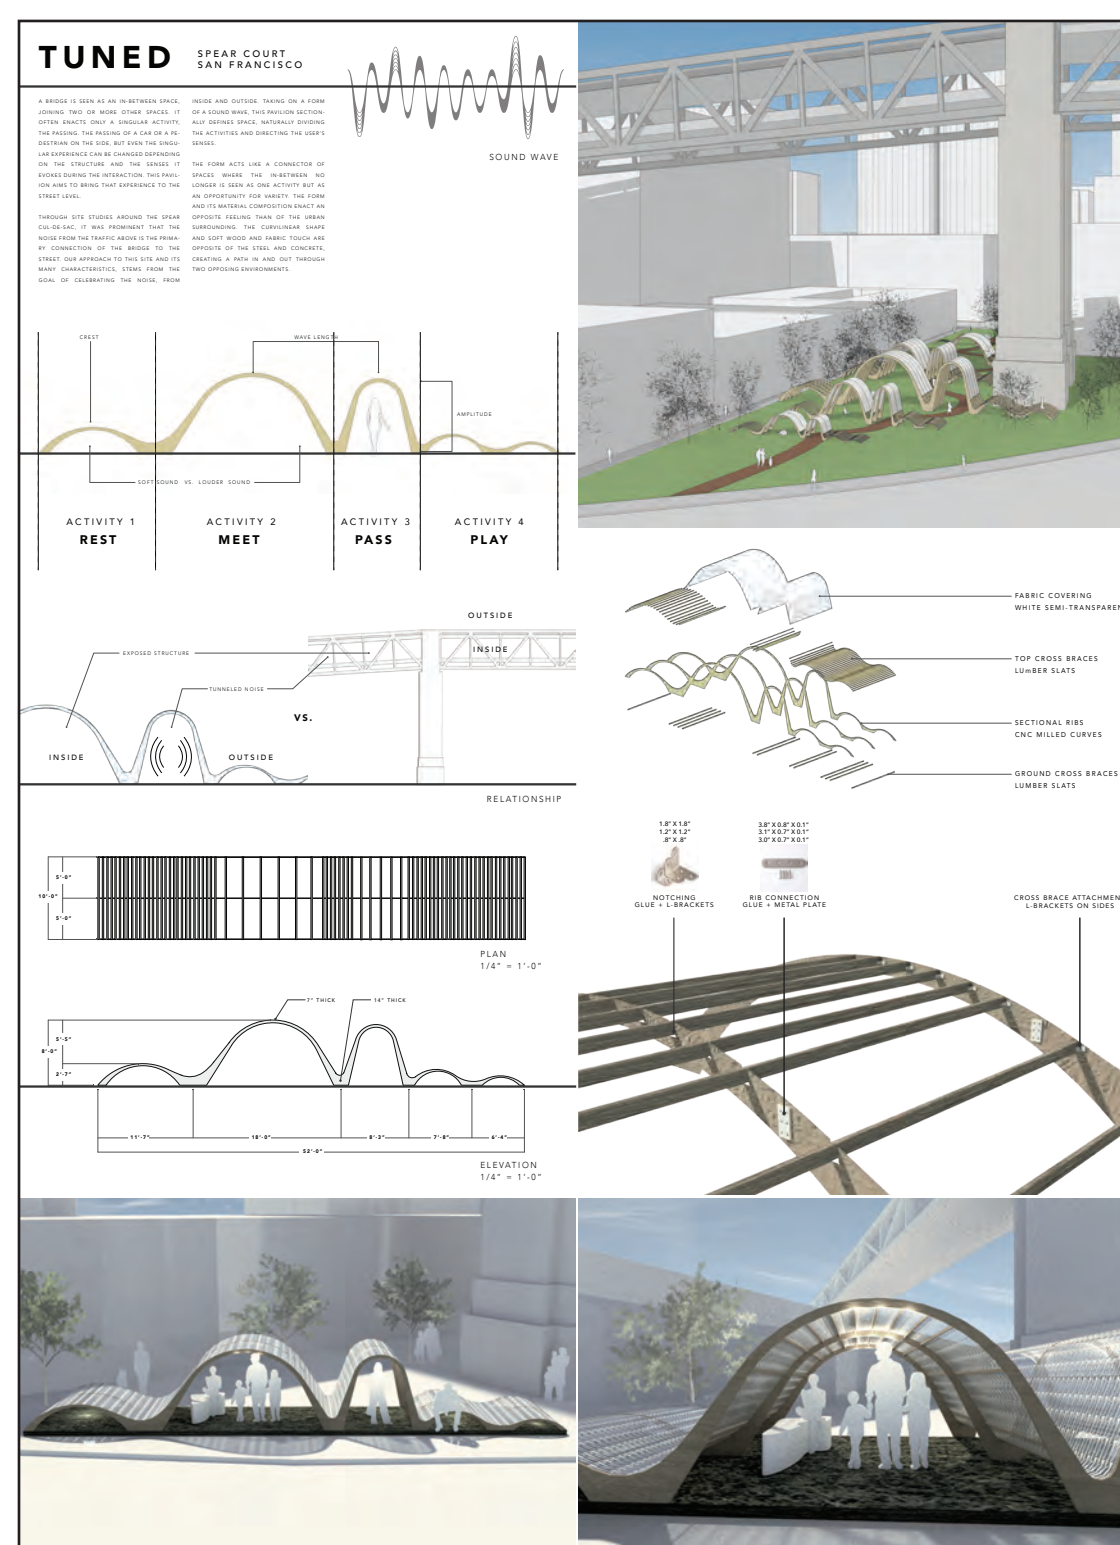 TUNED
SPEAR COURT
SAN FRANCISCO
A BRIDGE IS SEEN AS AN IN-BETWEEN SPACE,
JOINING TWO OR MORE OTHER SPACES. IT
OFTEN ENACTS ONLY A SINGULAR ACTIVITY,
THE PASSING. THE PASSING OF A CAR OR A PE-
DESTRIAN ON THE SIDE, BUT EVEN THE SINGU-
LAR EXPERIENCE CAN BE CHANGED DEPENDING
ON THE STRUCTURE AND THE SENSES IT
EVOKES DURING THE INTERACTION. THIS PAVIL-
ION AIMS TO BRING THAT EXPERIENCE TO THE
STREET LEVEL.
THROUGH SITE STUDIES AROUND THE SPEAR
CUL-DE-SAC, IT WAS PROMINENT THAT THE
NOISE FROM THE TRAFFIC ABOVE IS THE PRIMA-
RY CONNECTION OF THE BRIDGE TO THE
STREET. OUR APPROACH TO THIS SITE AND ITS
MANY CHARACTERISTICS, STEMS FROM THE
GOAL OF CELEBRATING THE NOISE, FROM
INSIDE AND OUTSIDE. TAKING ON A FORM
OF A SOUND WAVE, THIS PAVILION SECTION-
ALLY DEFINES SPACE, NATURALLY DIVIDING
THE ACTIVITIES AND DIRECTING THE USER'S
SENSES.
THE FORM ACTS LIKE A CONNECTOR OF
SPACES WHERE THE IN-BETWEEN NO
LONGER IS SEEN AS ONE ACTIVITY BUT AS
AN OPPORTUNITY FOR VARIETY. THE FORM
AND ITS MATERIAL COMPOSITION ENACT AN
OPPOSITE FEELING THAN OF THE URBAN
SURROUNDING. THE CURVILINEAR SHAPE
AND SOFT WOOD AND FABRIC TOUCH ARE
OPPOSITE OF THE STEEL AND CONCRETE,
CREATING A PATH IN AND OUT THROUGH
TWO OPPOSING ENVIRONMENTS.
SOUND WAVE
CREST
WAVE LENGTH
AMPLITUDE
SOFT SOUND VS. LOUDER SOUND
ACTIVITY 1
REST
ACTIVITY 2
MEET
ACTIVITY 3
PASS
ACTIVITY 4
PLAY
OUTSIDE
INSIDE
EXPOSED STRUCTURE
TUNNELED NOISE
VS.
INSIDE
OUTSIDE
RELATIONSHIP
5'-0"
10'-0"
5'-0"
PLAN
1/4" = 1'-0"
7" THICK
14" THICK
5'-5"
8'-0"
2'-7"
11'-7"
18'-0"
8'-3"
7'-8"
6'-4"
52'-0"
ELEVATION
1/4" = 1'-0"
FABRIC COVERING
WHITE SEMI-TRANSPAREN
TOP CROSS BRACES
LUmBER SLATS
SECTIONAL RIBS
CNC MILLED CURVES
GROUND CROSS BRACES
LUMBER SLATS
1.8" X 1.8"
1.2" X 1.2"
.8" X .8"
NOTCHING
GLUE + L-BRACKETS
3.8" X 0.8" X 0.1"
3.1" X 0.7" X 0.1"
3.0" X 0.7" X 0.1"
RIB CONNECTION
GLUE + METAL PLATE
CROSS BRACE ATTACHMEN
L-BRACKETS ON SIDES